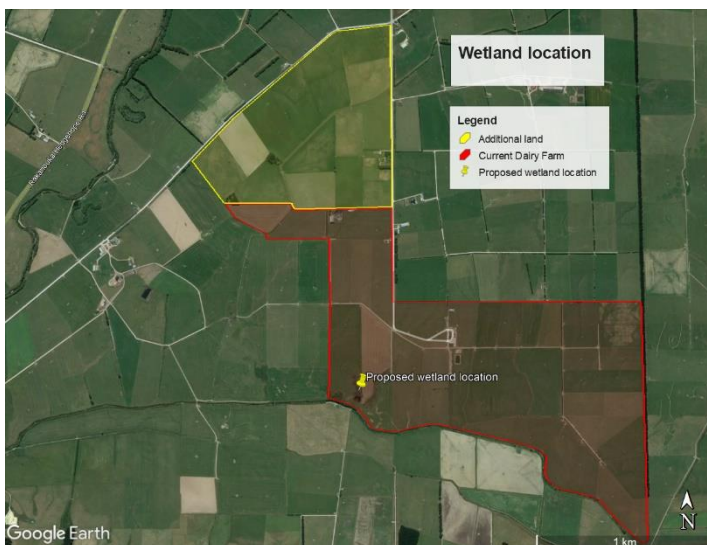 Wetland location
Legend
Additional land
Current Dairy Farm
Proposed wetland location
Proposed wetland location
Google Earth
1 km
N